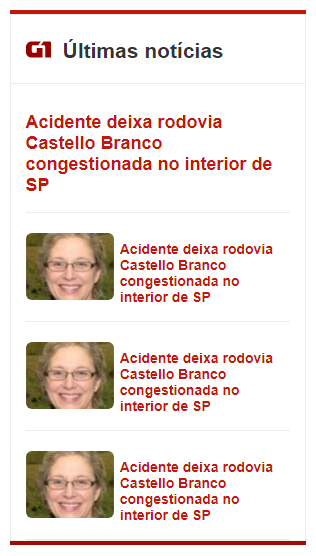 G1 Últimas notícias
Acidente deixa rodovia
Castello Branco
congestionada no interior de
SP
Acidente deixa rodovia
Castello Branco
congestionada no
interior de SP
Acidente deixa rodovia
Castello Branco
congestionada no
interior de SP
Acidente deixa rodovia
Castello Branco
congestionada no
interior de SP